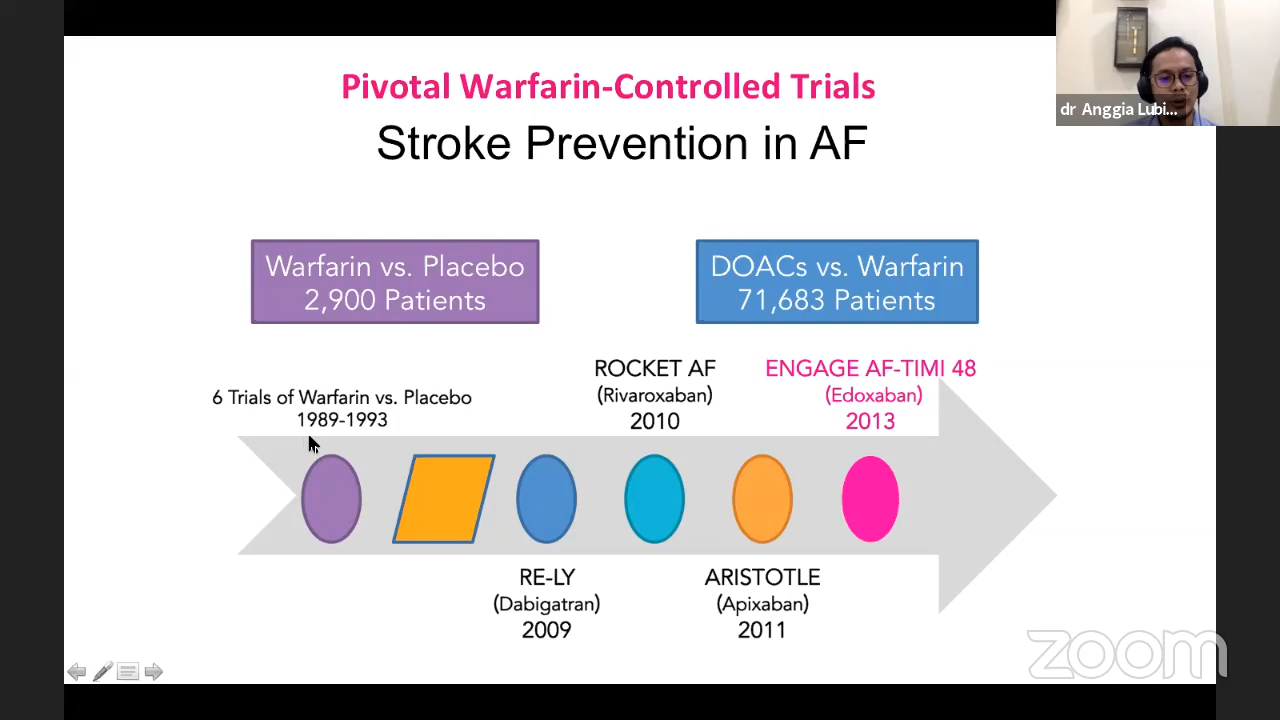 Pivotal Warfarin-Controlled Trials
Stroke Prevention in AF
dr Anggia Lubi...
Warfarin vs. Placebo
2,900 Patients
DOACs vs. Warfarin
71,683 Patients
6 Trials of Warfarin vs. Placebo
1989-1993
ROCKET AF
(Rivaroxaban)
2010
ENGAGE AF-TIMI 48
(Edoxaban)
2013
RE-LY
(Dabigatran)
2009
ARISTOTLE
(Apixaban)
2011
zoom